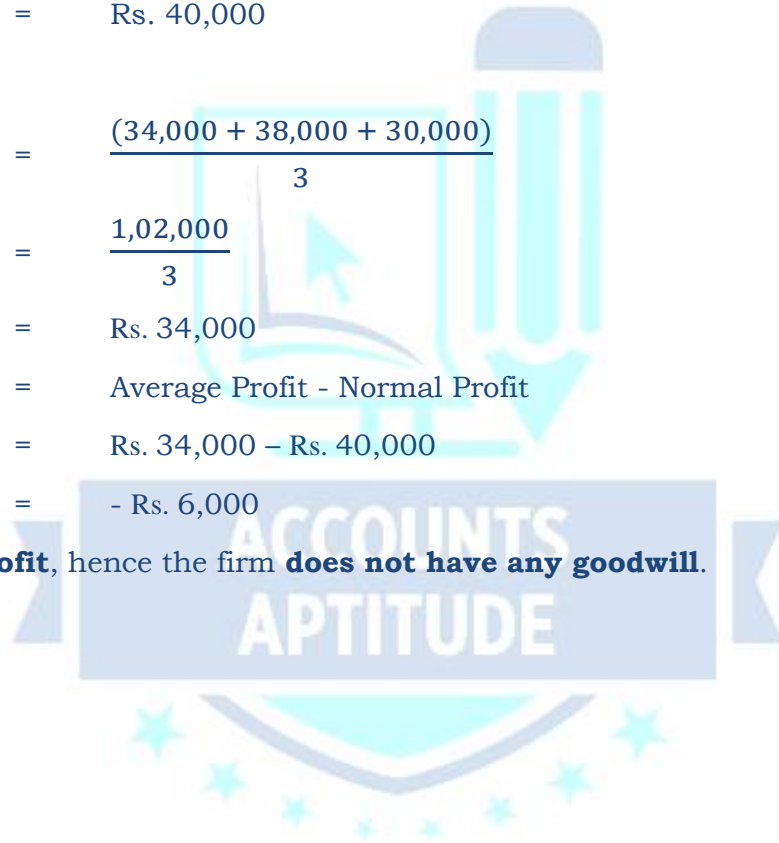 = Rs. 40,000
= (34,000 + 38,000 + 30,000)
3
= 1,02,000
3
= Rs. 34,000
= Average Profit - Normal Profit
= Rs. 34,000 – Rs. 40,000
= - Rs. 6,000
ofit, hence the firm does not have any goodwill.
ACCOUNTS
APTITUDE